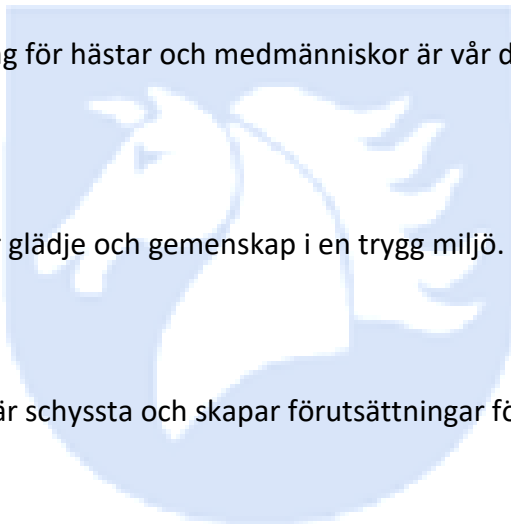 g för hästar och medmänniskor är vår d
glädje och gemenskap i en trygg miljö.
är schyssta och skapar förutsättningar fö